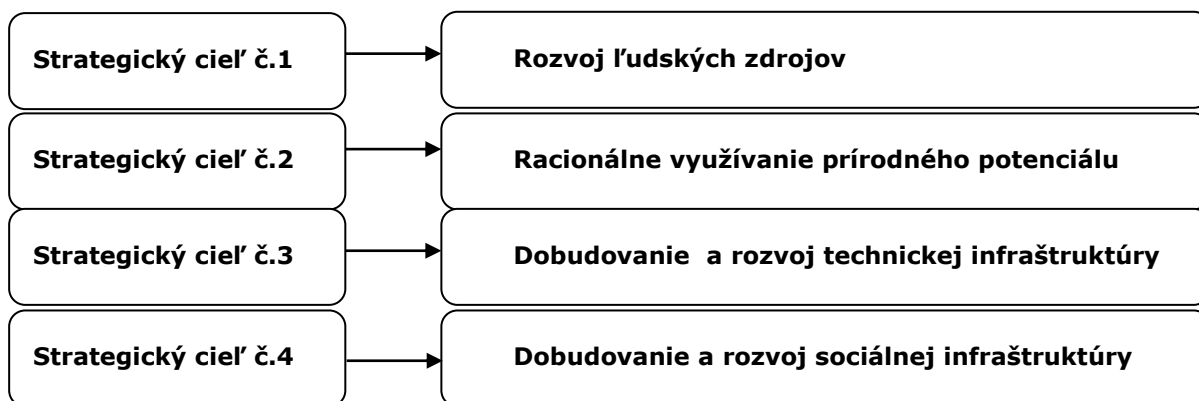 Strategický cieľ č.1
Rozvoj ľudských zdrojov
Strategický cieľ č.2
Racionálne využívanie prírodného potenciálu
Strategický cieľ č.3
Dobudovanie  a rozvoj technickej infraštruktúry
Strategický cieľ č.4
Dobudovanie a rozvoj sociálnej infraštruktúry